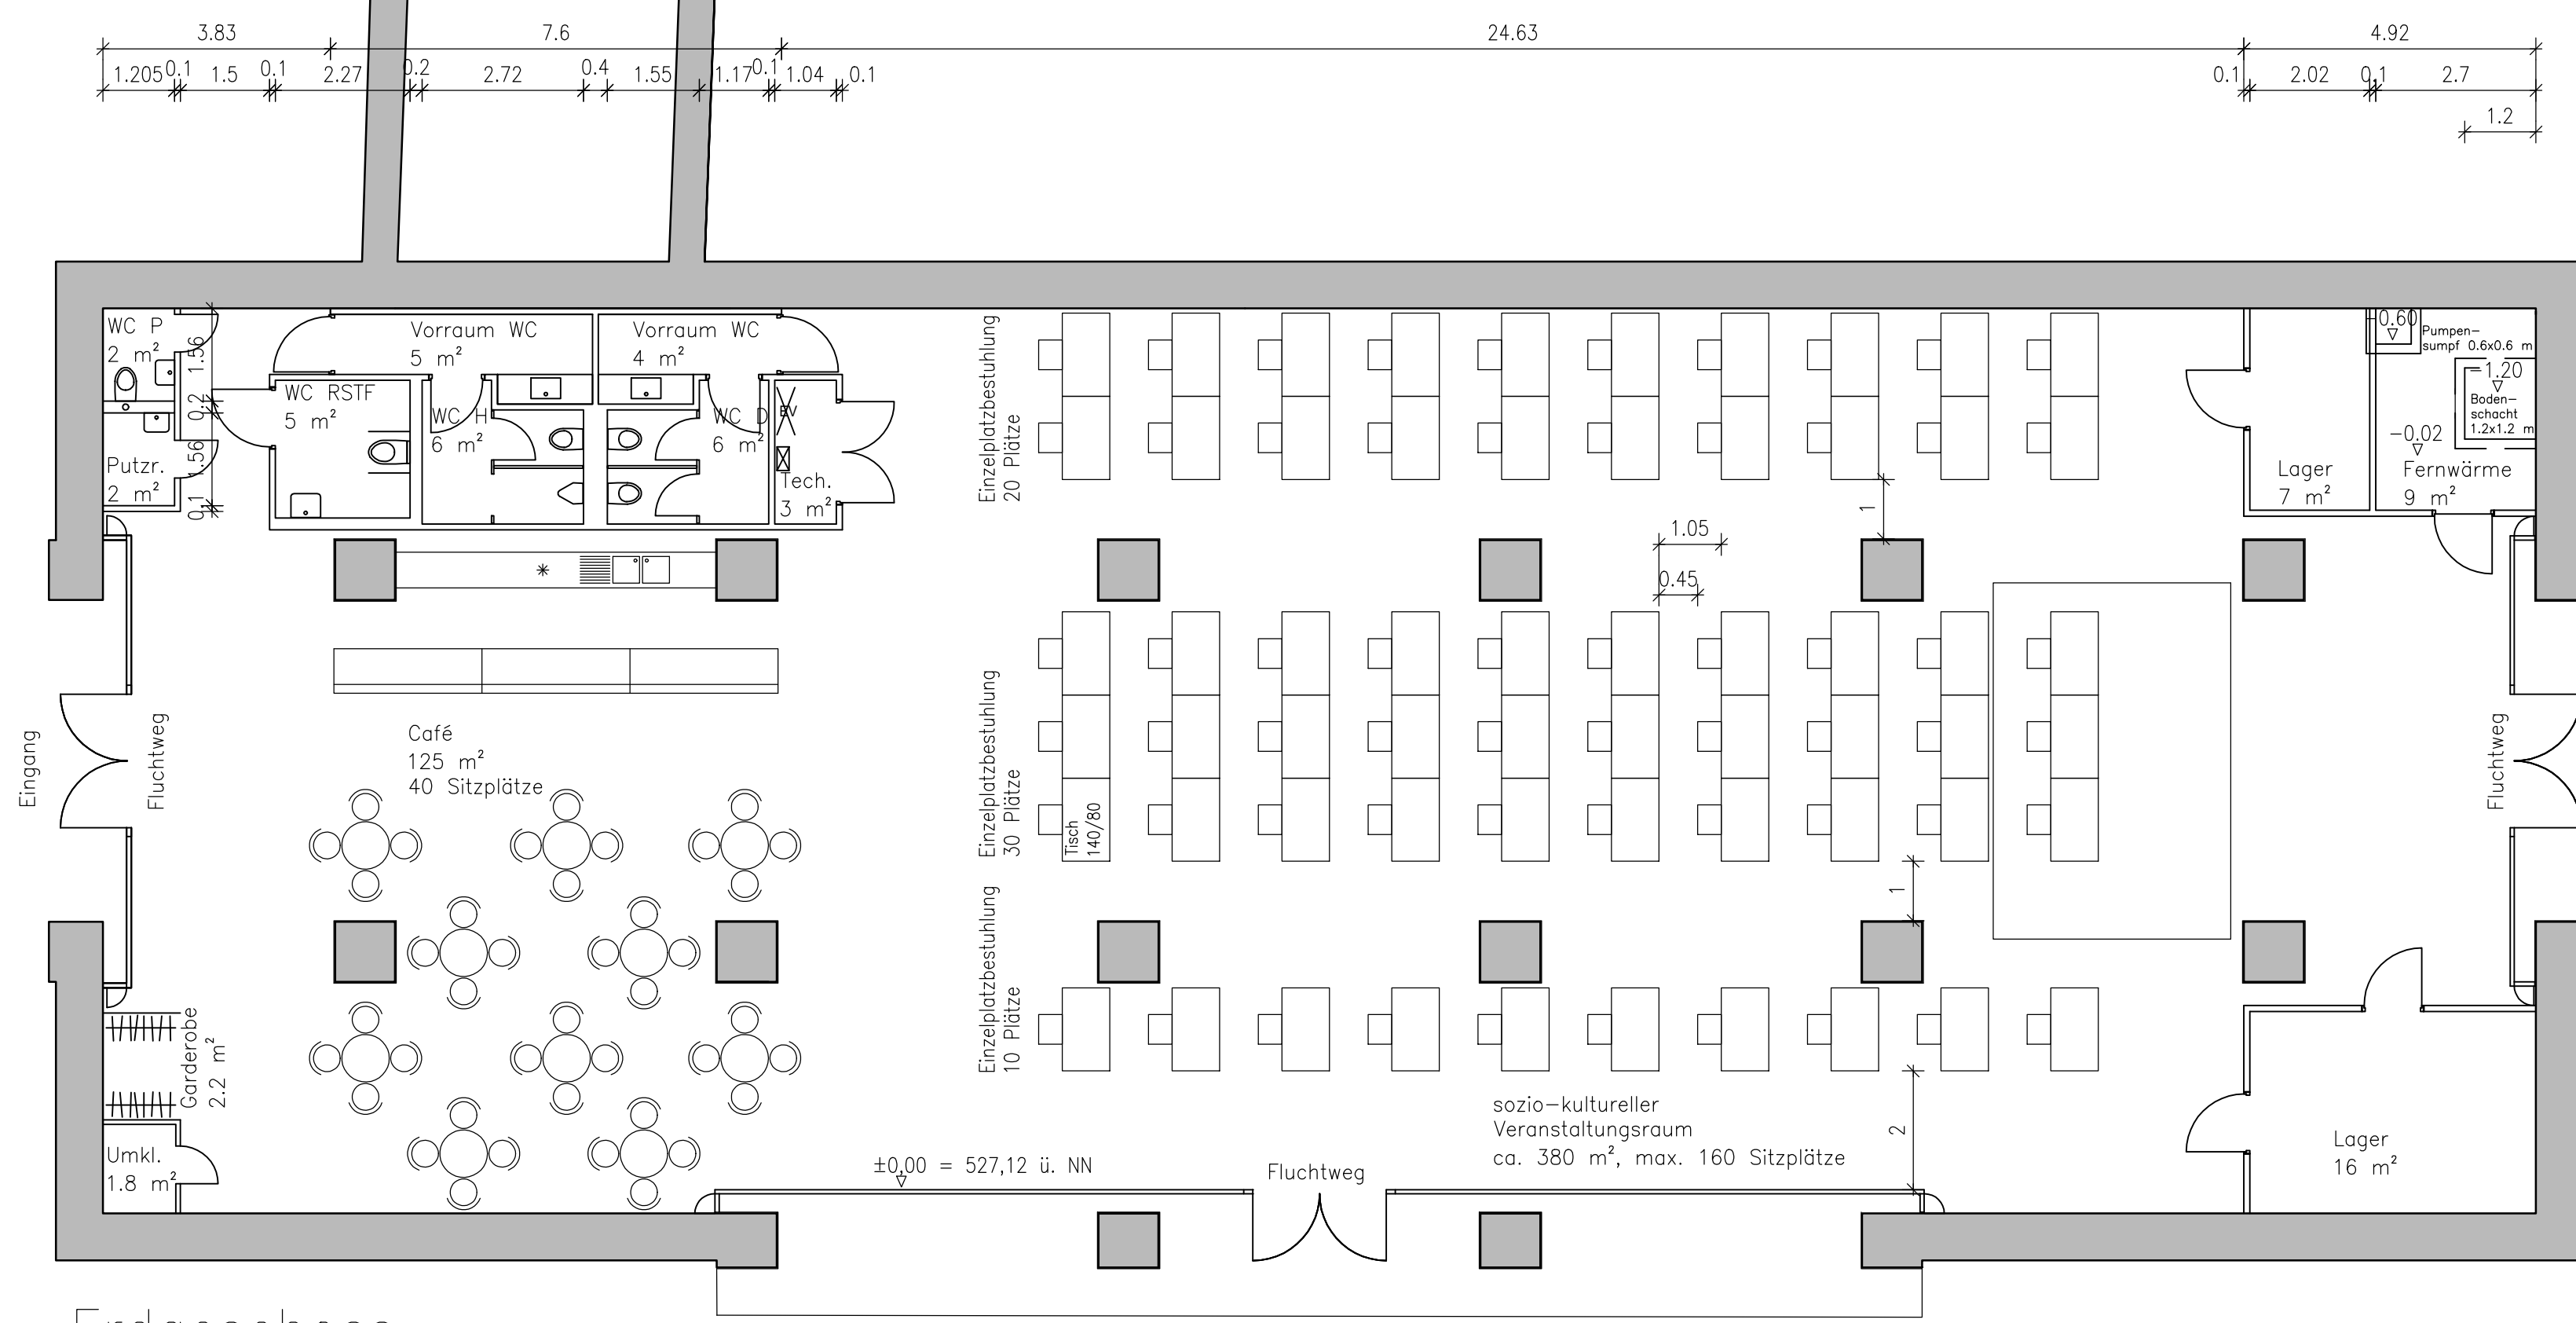 3.83
7.6
24.63
4.92
1.205
0.1
1.5
0.1
2.27
0.2
2.72
0.4
1.55
1.17
0.1
1.04
0.1
0.1
2.02
0.1
2.7
1.2
WC P
2 m²
1.56
0.2
1.56
0.1
Putzr.
2 m²
Vorraum WC
5 m²
Vorraum WC
4 m²
WC RSTF
5 m²
WC H
6 m²
WC D
6 m²
EV
Tech.
3 m²
Einzelplatzbestuhlung
20 Plätze
1
1.05
0.45
Lager
7 m²
-0.60
Pumpen-
sumpf 0.6x0.6 m
-1.20
Boden-
schacht
1.2x1.2 m
-0.02
Fernwärme
9 m²
Eingang
Fluchtweg
Café
125 m²
40 Sitzplätze
Einzelplatzbestuhlung
30 Plätze
Tisch
140/80
1
Fluchtweg
Einzelplatzbestuhlung
10 Plätze
Garderobe
2.2 m²
Umkl.
1.8 m²
±0,00 = 527,12 ü. NN
Fluchtweg
sozio-kultureller
Veranstaltungsraum
ca. 380 m², max. 160 Sitzplätze
2
Lager
16 m²